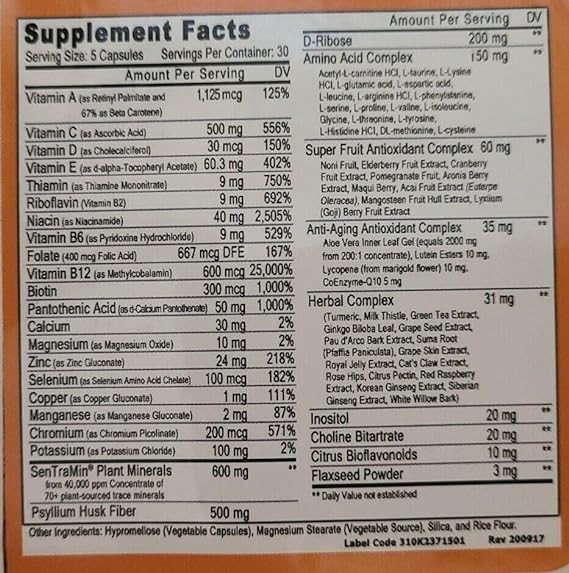 Supplement Facts
Serving Size: 5 Capsules Servings Per Container: 30
Amount Per Serving DV
Vitamin A (as Retinyl Palmitate and 1,125 mcg 125%
67% as Beta Carotene)
Vitamin C (as Ascorbic Acid) 500 mg 556%
Vitamin D (as Cholecalciferol) 30 mcg 150%
Vitamin E (as d-alpha-Tocopheryl Acetate) 60.3 mg 402%
Thiamin (as Thiamine Mononitrate) 9 mg 750%
Riboflavin (Vitamin B2) 9 mg 692%
Niacin (as Niacinamide) 40 mg 2,505%
Vitamin B6 (as Pyridoxine Hydrochloride) 9 mg 529%
Folate (400 mcg Folic Acid) 667 mcg DFE 167%
Vitamin B12 (as Methylcobalamin) 600 mcg 25,000%
Biotin 300 mcg 1,000%
Pantothenic Acid (as d-Calcium Pantothenate) 50 mg 1,000%
Calcium 30 mg 2%
Magnesium (as Magnesium Oxide) 10 mg 2%
Zinc (as Zinc Gluconate) 24 mg 218%
Selenium (as Selenium Amino Acid Chelate) 100 mcg 182%
Copper (as Copper Gluconate) 1 mg 111%
Manganese (as Manganese Gluconate) 2 mg 87%
Chromium (as Chromium Picolinate) 200 mcg 571%
Potassium (as Potassium Chloride) 100 mg 2%
SenTraMin® Plant Minerals 600 mg **
from 40,000 ppm Concentrate of
70+ plant-sourced trace minerals
Psyllium Husk Fiber 500 mg
Amount Per Serving DV
D-Ribose 200 mg **
Amino Acid Complex 150 mg **
Acetyl-L-carnitine HCl, L-taurine, L-Lysine
HCl, L-glutamic acid, L-aspartic acid,
L-leucine, L-arginine HCl, L-phenylalanine,
L-serine, L-proline, L-valine, L-isoleucine,
Glycine, L-threonine, L-tyrosine,
L-Histidine HCl, DL-methionine, L-cysteine
Super Fruit Antioxidant Complex 60 mg **
Noni Fruit, Elderberry Fruit Extract, Cranberry
Fruit Extract, Pomegranate Fruit, Aronia Berry
Extract, Maqui Berry, Acai Fruit Extract (Euterpe
Oleracea), Mangosteen Fruit Hull Extract, Lyxiium
(Goji) Berry Fruit Extract
Anti-Aging Antioxidant Complex 35 mg **
Aloe Vera Inner Leaf Gel (equals 2000 mg
from 200:1 concentrate), Lutein Esters 10 mg,
Lycopene (from marigold flower) 10 mg,
CoEnzyme-Q10 5 mg
Herbal Complex 31 mg **
(Turmeric, Milk Thistle, Green Tea Extract,
Ginkgo Biloba Leaf, Grape Seed Extract,
Pau d'Arco Bark Extract, Suma Root
(Pfaffia Paniculata), Grape Skin Extract,
Royal Jelly Extract, Cat's Claw Extract,
Rose Hips, Citrus Pectin, Red Raspberry
Extract, Korean Ginseng Extract, Siberian
Ginseng Extract, White Willow Bark)
Inositol 20 mg **
Choline Bitartrate 20 mg **
Citrus Bioflavonoids 10 mg **
Flaxseed Powder 3 mg **
** Daily Value not established
Other Ingredients: Hypromellose (Vegetable Capsules), Magnesium Stearate (Vegetable Source), Silica, and Rice Flour.
Label Code 310K2371501 Rev 200917